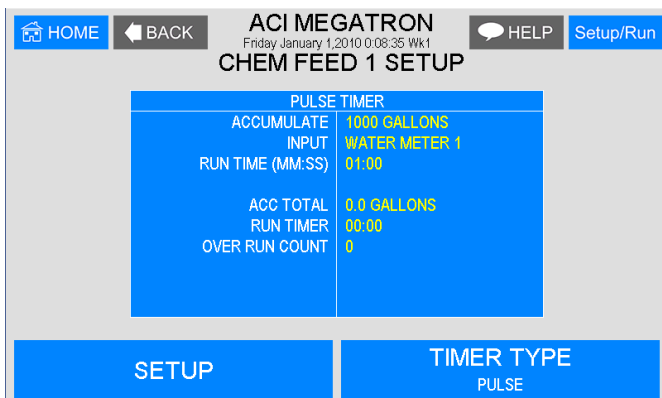 HOME
BACK
ACI MEGATRON
Friday January 1,2010 0:08:35 Wk1
HELP
Setup/Run
CHEM FEED 1 SETUP
PULSE TIMER
ACCUMULATE 1000 GALLONS
INPUT WATER METER 1
RUN TIME (MM:SS) 01:00
ACC TOTAL 0.0 GALLONS
RUN TIMER 00:00
OVER RUN COUNT 0
SETUP
TIMER TYPE
PULSE